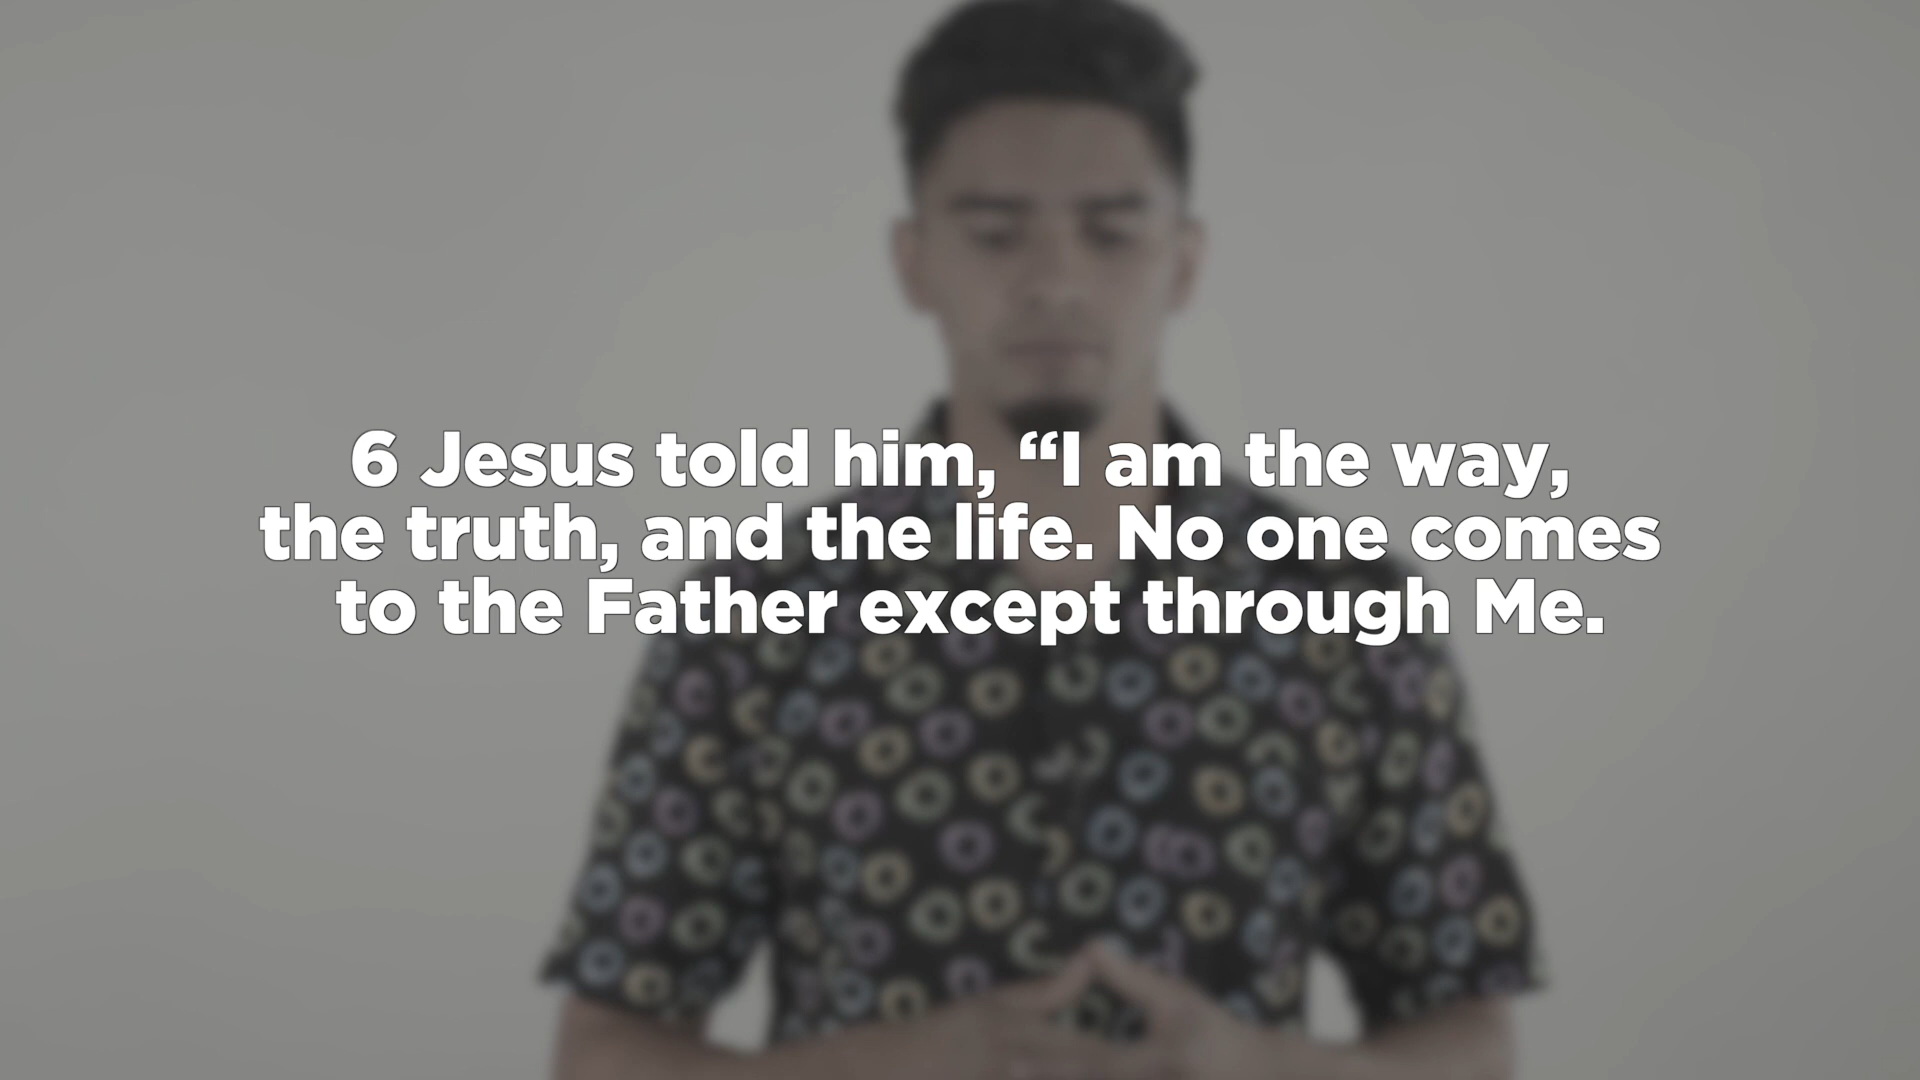 6 Jesus told him, “I am the way,
the truth, and the life. No one comes
to the Father except through Me.